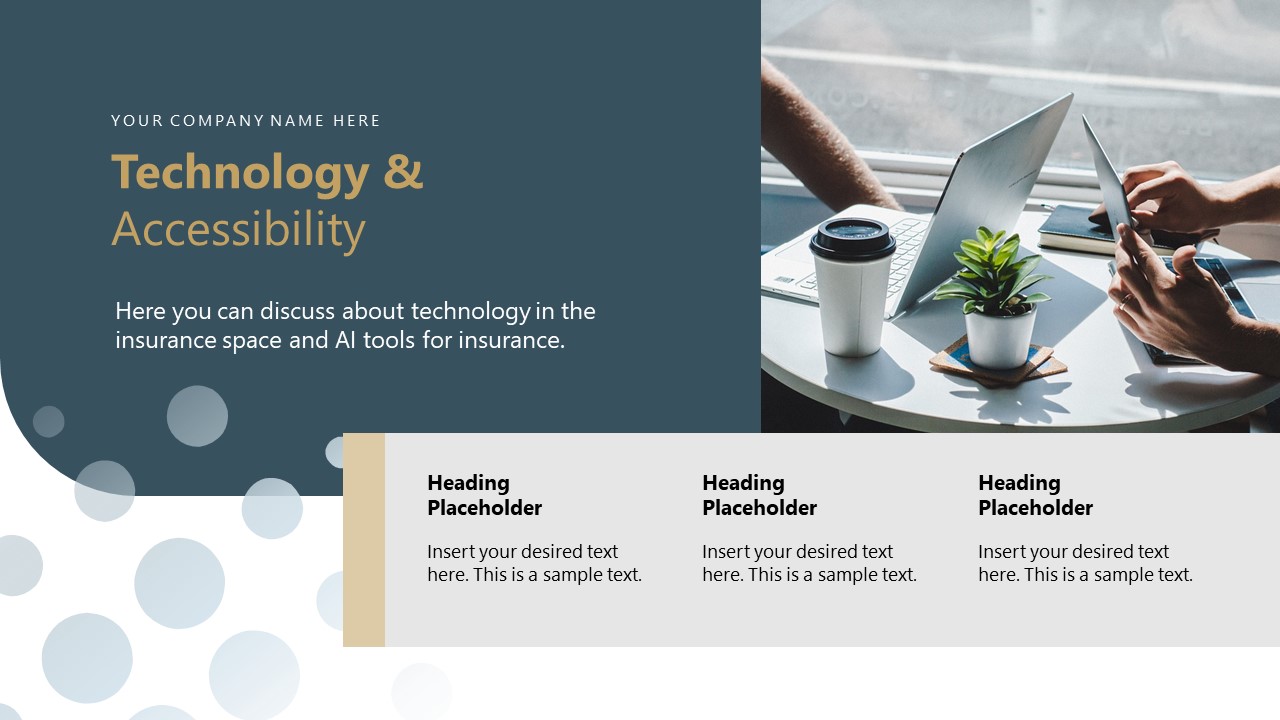 YOUR COMPANY NAME HERE
Technology &
Accessibility
Here you can discuss about technology in the
insurance space and AI tools for insurance.
Heading
Placeholder
Insert your desired text
here. This is a sample text.
Heading
Placeholder
Insert your desired text
here. This is a sample text.
Heading
Placeholder
Insert your desired text
here. This is a sample text.